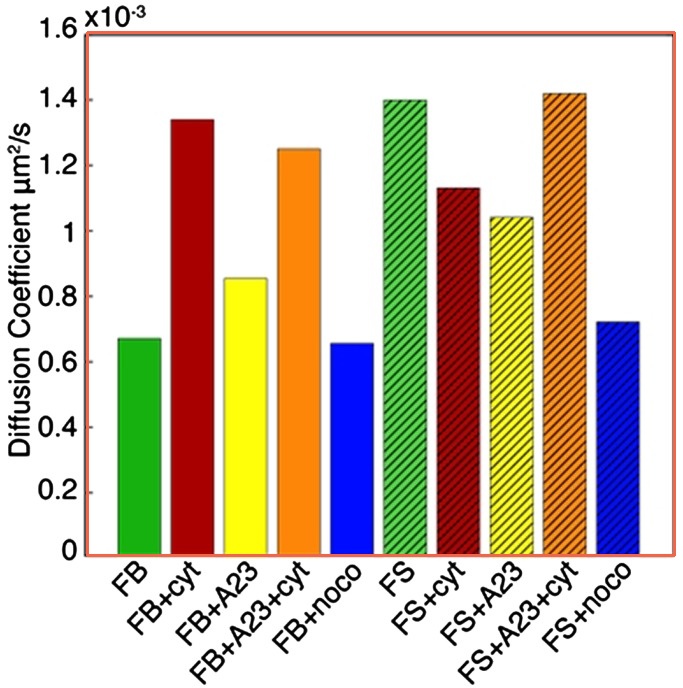 x10⁻³
1.6
1.4
1.2
1
0.8
0.6
0.4
0.2
0
Diffusion Coefficient µm²/s
FB
FB+cyt
FB+A23
FB+A23+cyt
FB+noco
FS
FS+cyt
FS+A23
FS+A23+cyt
FS+noco